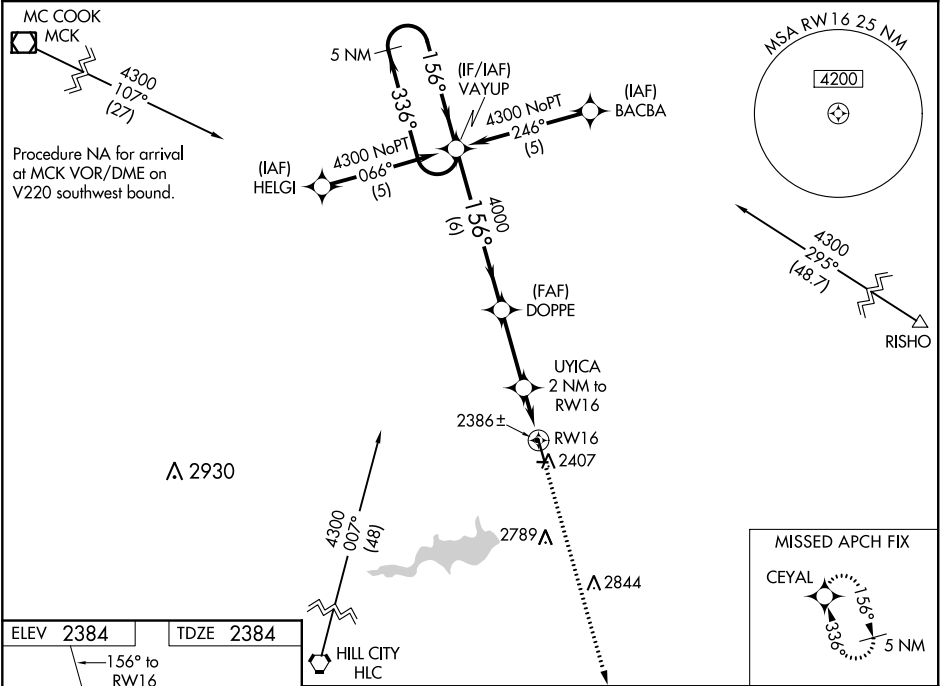 MC COOK
MCK
4300
107°
(27)
Procedure NA for arrival
at MCK VOR/DME on
V220 southwest bound.
5 NM
336°
156°
(IF/IAF)
VAYUP
4300 NoPT
246°
(5)
(IAF)
BACBA
(IAF)
HELGI
4300 NoPT
066°
(5)
MSA RW16 25 NM
4200
4000
156°
(6)
4300
295°
(48.7)
RISHO
(FAF)
DOPPE
UYICA
2 NM to
RW16
2386±
RW16
2407
2930
4300
007°
(48)
2789
2844
HILL CITY
HLC
MISSED APCH FIX
CEYAL
156°
336°
5 NM
ELEV 2384
TDZE 2384
156° to
RW16